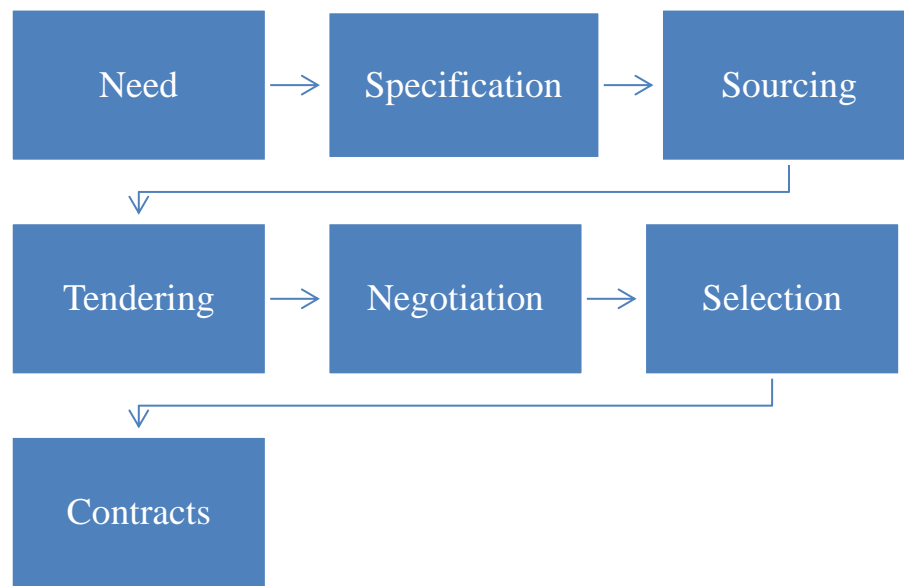 Need
Specification
Sourcing
Tendering
Negotiation
Selection
Contracts